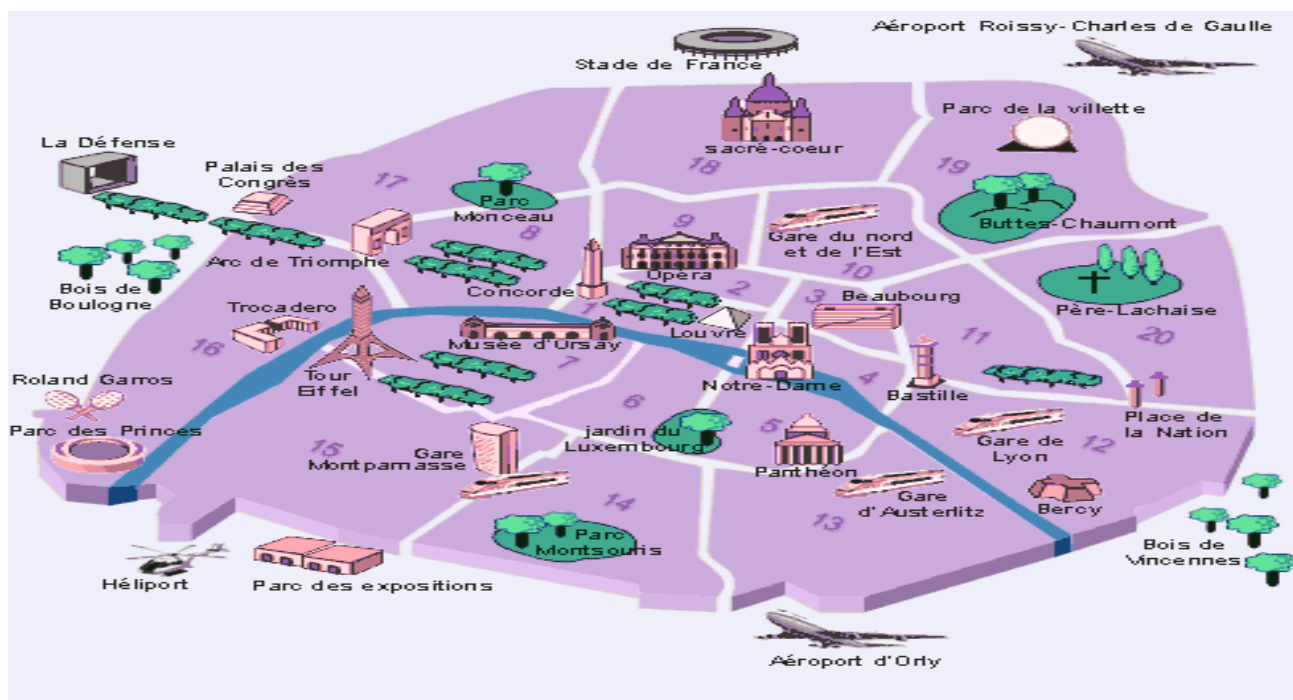 Aéroport Roissy-Charles de Gaulle
Stade de France
Parc de la villette
La Défense
sacré-coeur
Palais des
Congrès
17
18
19
Parc
Monceau
8
9
Buttes-Chaumont
Gare du nord
et de l'Est
10
Arc de Triomphe
Opéra
Bois de
Boulogne
Concorde
2
3
Beaubourg
Trocadero
1
Louvre
11
Père-Lachaise
20
16
Musée d'Orsay
7
Tour
Eiffel
Notre-Dame
4
Bastille
Roland Garros
Parc des Princes
6
jardin du
Luxembourg
5
Panthéon
Place de
la Nation
12
Gare de
Lyon
15
Gare
Montparnasse
14
13
Gare
d'Austerlitz
Bercy
Parc
Montsouris
Bois de
Vincennes
Héliport
Parc des expositions
Aéroport d'Orly